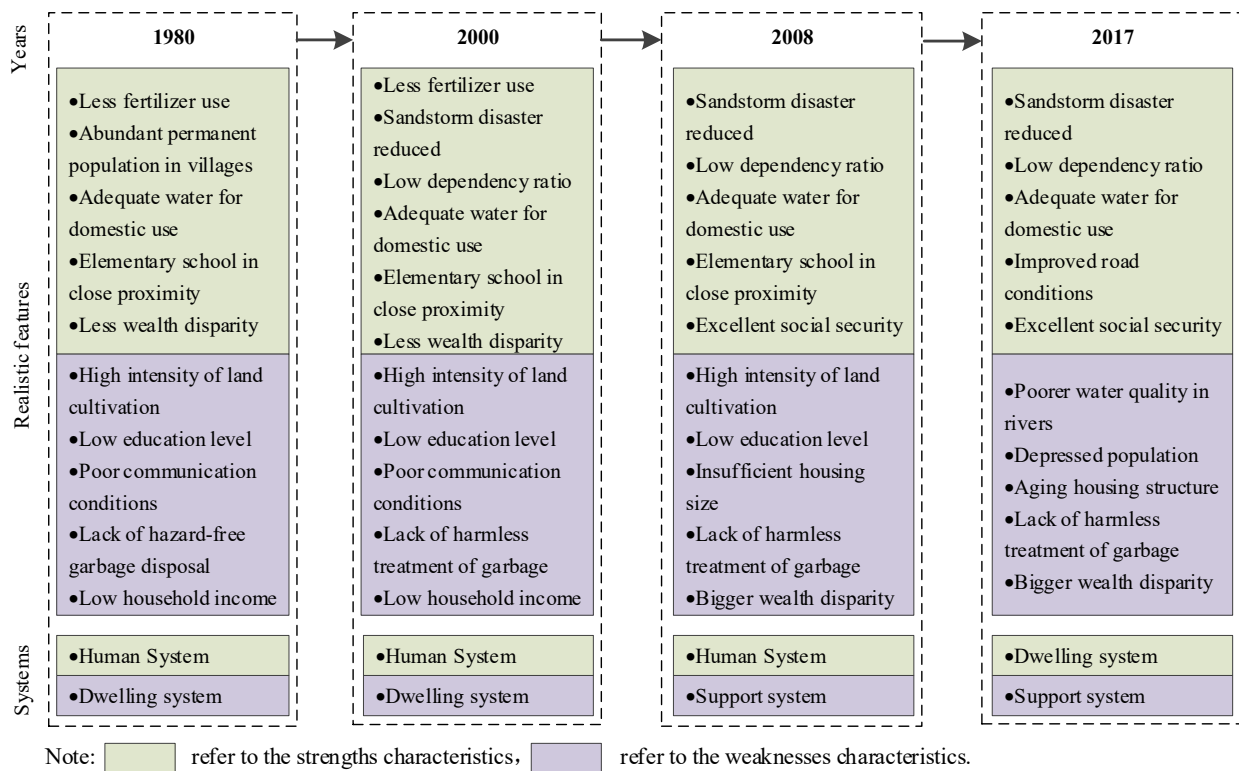 Years
1980
2000
2008
2017
Realistic features
●Less fertilizer use
●Abundant permanent
population in villages
●Adequate water for
domestic use
●Elementary school in
close proximity
●Less wealth disparity
●High intensity of land
cultivation
●Low education level
●Poor communication
conditions
●Lack of hazard-free
garbage disposal
●Low household income
●Less fertilizer use
●Sandstorm disaster
reduced
●Low dependency ratio
●Adequate water for
domestic use
●Elementary school in
close proximity
●Less wealth disparity
●High intensity of land
cultivation
●Low education level
●Poor communication
conditions
●Lack of harmless
treatment of garbage
●Low household income
●Sandstorm disaster
reduced
●Low dependency ratio
●Adequate water for
domestic use
●Elementary school in
close proximity
●Excellent social security
●High intensity of land
cultivation
●Low education level
●Insufficient housing
size
●Lack of harmless
treatment of garbage
●Bigger wealth disparity
●Sandstorm disaster
reduced
●Low dependency ratio
●Adequate water for
domestic use
●Improved road
conditions
●Excellent social security
●Poorer water quality in
rivers
●Depressed population
●Aging housing structure
●Lack of harmless
treatment of garbage
●Bigger wealth disparity
Systems
●Human System
●Dwelling system
●Human System
●Dwelling system
●Human System
●Support system
●Dwelling system
●Support system
Note: refer to the strengths characteristics, refer to the weaknesses characteristics.